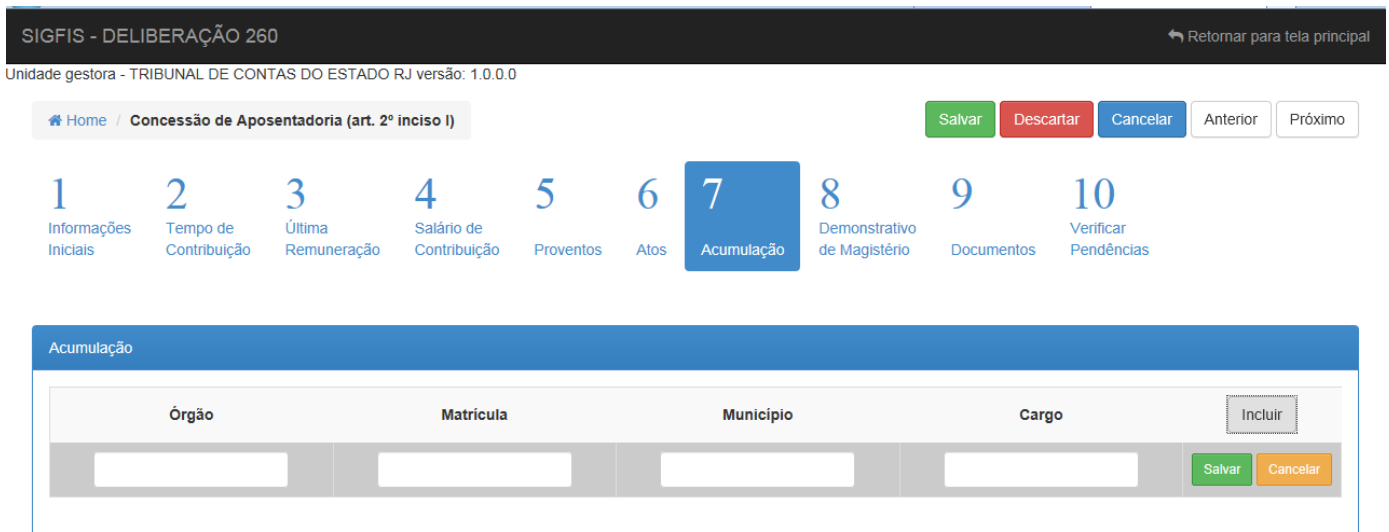 SIGFIS - DELIBERAÇÃO 260
Retornar para tela principal
Unidade gestora - TRIBUNAL DE CONTAS DO ESTADO RJ versão: 1.0.0.0
Home / Concessão de Aposentadoria (art. 2º inciso I)
Salvar Descartar Cancelar Anterior Próximo
1 Informações Iniciais
2 Tempo de Contribuição
3 Última Remuneração
4 Salário de Contribuição
5 Proventos
6 Atos
7 Acumulação
8 Demonstrativo de Magistério
9 Documentos
10 Verificar Pendências
Acumulação
Órgão Matrícula Município Cargo Incluir
Salvar Cancelar